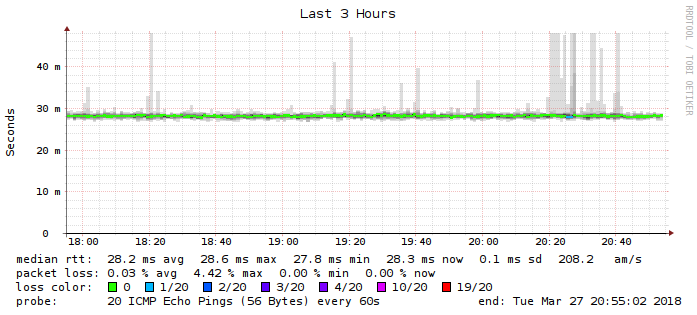 Last 3 Hours
RRDTOOL / TOBI OETIKER
Seconds
40 m
30 m
20 m
10 m
0
18:00 18:20 18:40 19:00 19:20 19:40 20:00 20:20 20:40
median rtt: 28.2 ms avg 28.6 ms max 27.8 ms min 28.3 ms now 0.1 ms sd 208.2 am/s
packet loss: 0.03 % avg 4.42 % max 0.00 % min 0.00 % now
loss color: 0 1/20 2/20 3/20 4/20 10/20 19/20
probe: 20 ICMP Echo Pings (56 Bytes) every 60s end: Tue Mar 27 20:55:02 2018